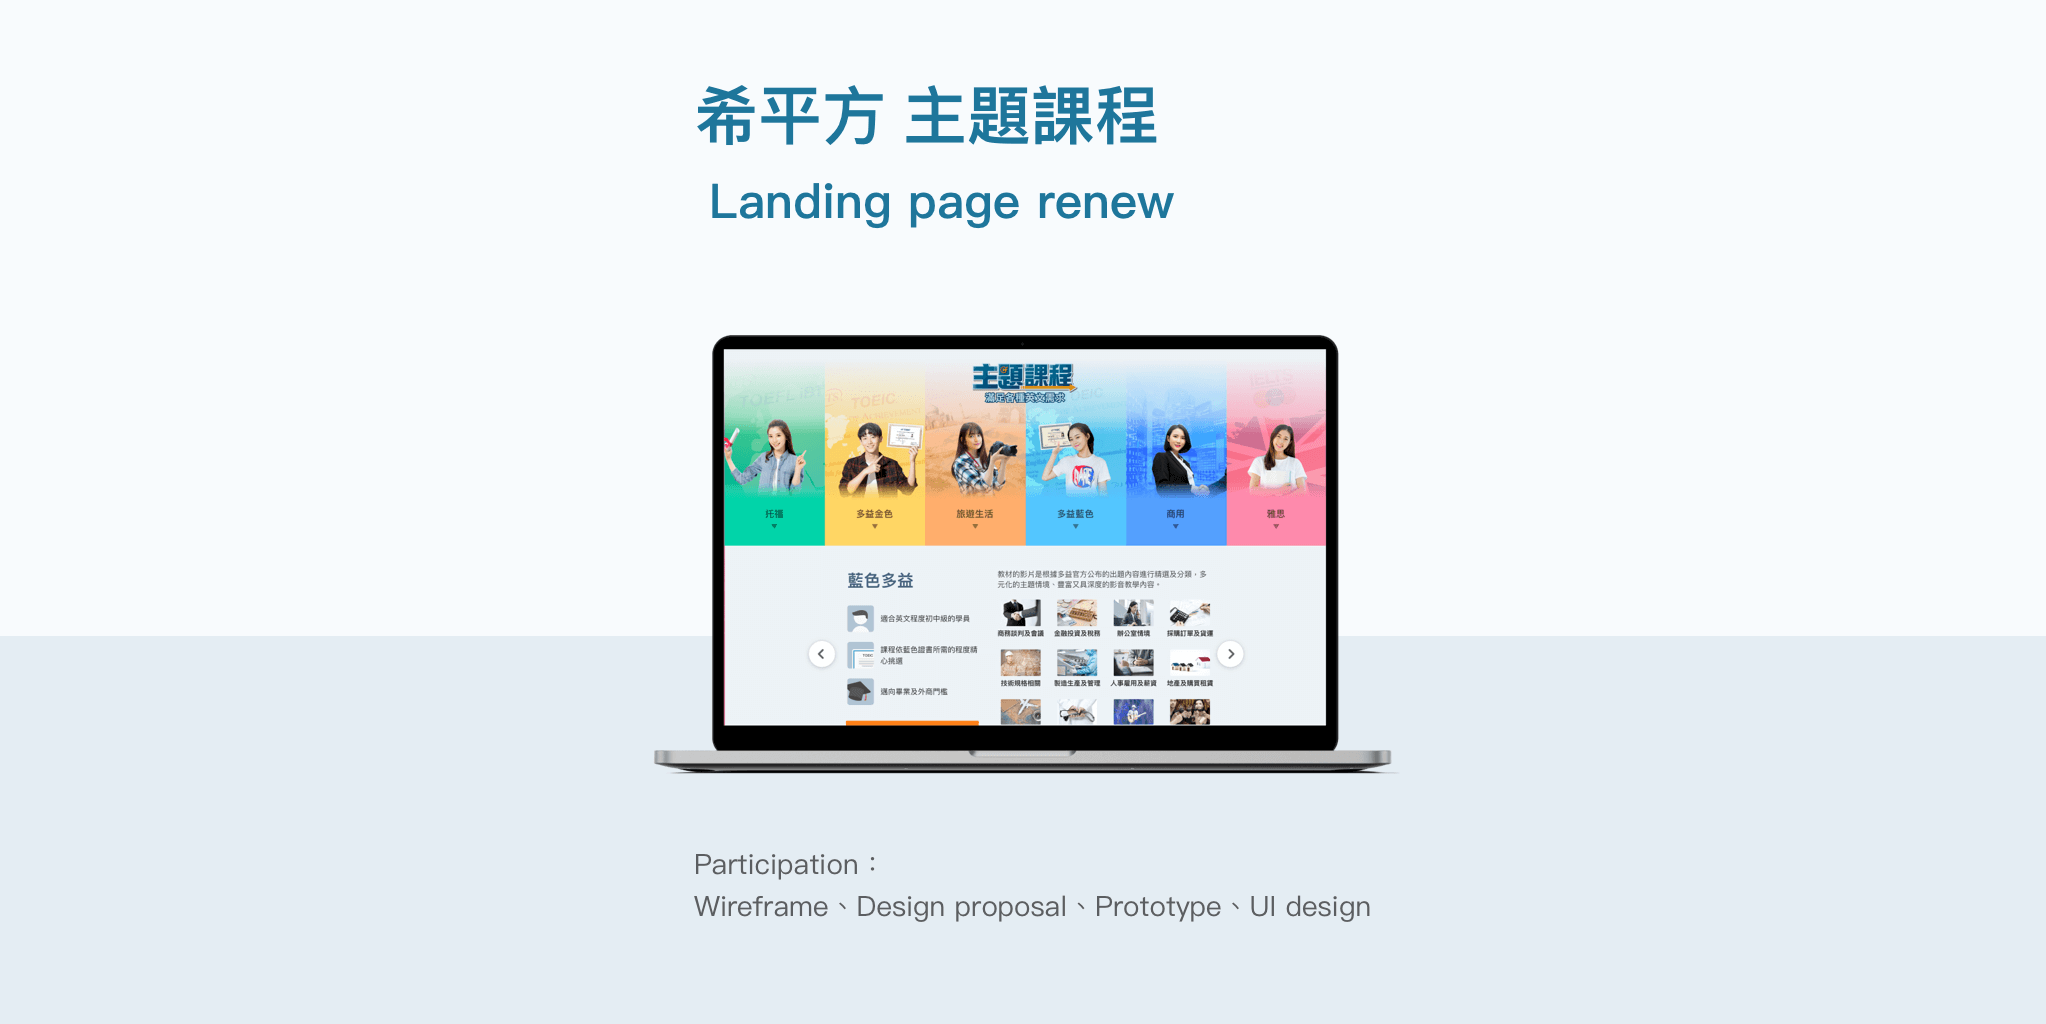 希平方 主題課程
Landing page renew
主題課程
滿足各種英文需求
TOEFL iBT
TOEIC
TOEIC
IELTS
托福
多益金色
旅遊生活
多益藍色
商用
雅思
藍色多益
適合英文程度初中級的學員
課程依藍色證書所需的程度精
心挑選
邁向畢業及外商門檻
教材的影片是根據多益官方公布的出題內容進行精選及分類，多
元化的主題情境、豐富又具深度的影音教學內容。
商務談判及會議
金融投資及稅務
辦公室情境
採購訂單及貨運
技術規格相關
製造生產及管理
人事雇用及薪資
地產及購買租賃
Participation：
Wireframe、Design proposal、Prototype、UI design